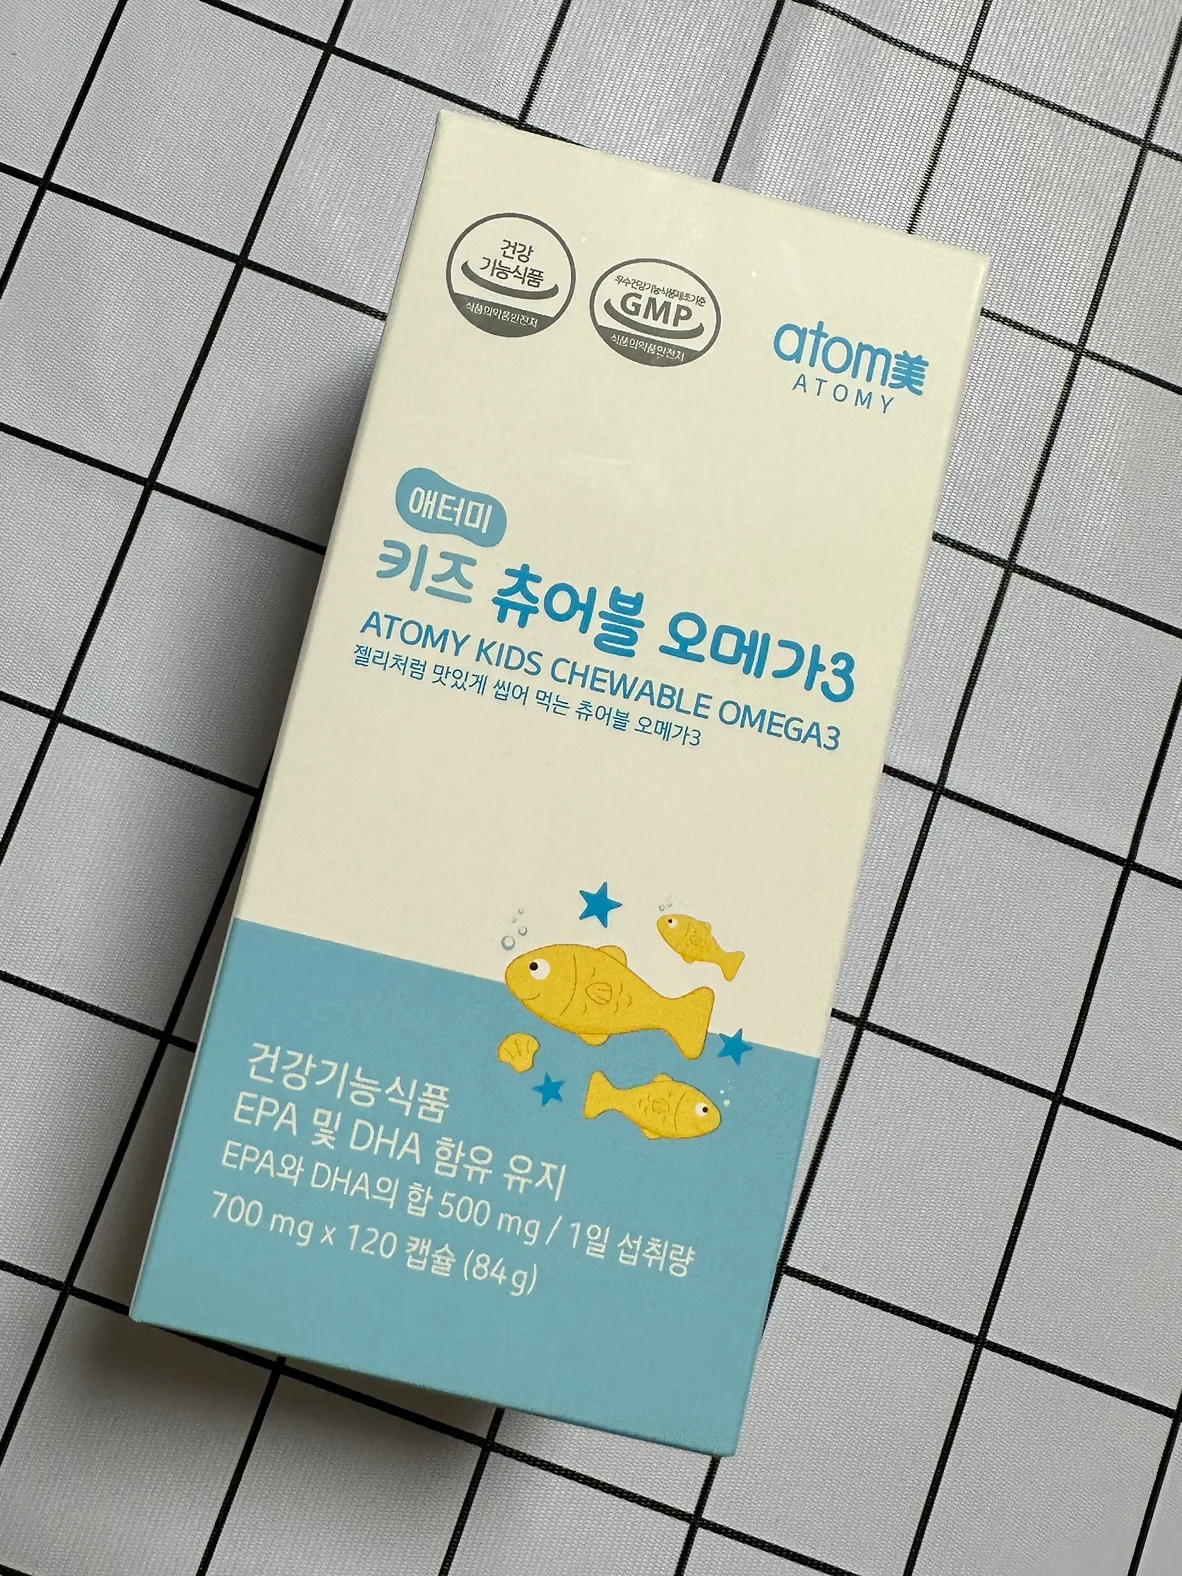 건강
기능식품
식품의약품안전처
우수건강기능식품제조기준
GMP
식품의약품안전처
atom美
ATOMY
애터미
키즈 츄어블 오메가3
ATOMY KIDS CHEWABLE OMEGA3
젤리처럼 맛있게 씹어 먹는 츄어블 오메가3
건강기능식품
EPA 및 DHA 함유 유지
EPA와 DHA의 합 500 mg / 1일 섭취량
700 mg x 120 캡슐 (84 g)